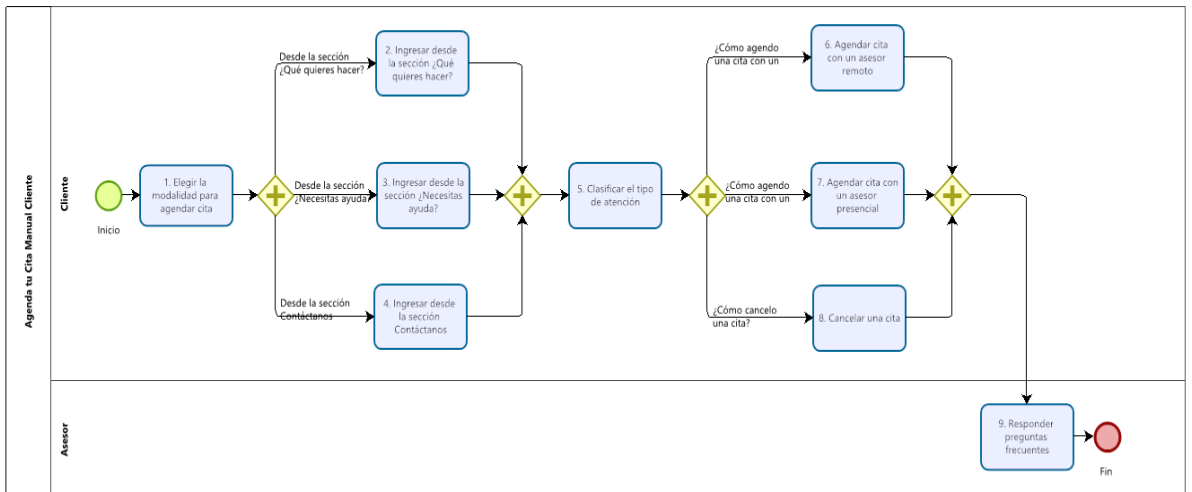 Agenda tu Cita Manual Cliente
Cliente
Inicio
1. Elegir la
modalidad para
agendar cita
Desde la sección
¿Qué quieres hacer?
2. Ingresar desde
la sección ¿Qué
quieres hacer?
Desde la sección
¿Necesitas ayuda
3. Ingresar desde la
sección ¿Necesitas
ayuda?
Desde la sección
Contáctanos
4. Ingresar desde
la sección
Contáctanos
5. Clasificar el tipo
de atención
¿Cómo agendo
una cita con un
6. Agendar cita
con un asesor
remoto
¿Cómo agendo
una cita con un
7. Agendar cita con
un asesor
presencial
¿Cómo cancelo
una cita?
8. Cancelar una cita
Asesor
9. Responder
preguntas
frecuentes
Fin